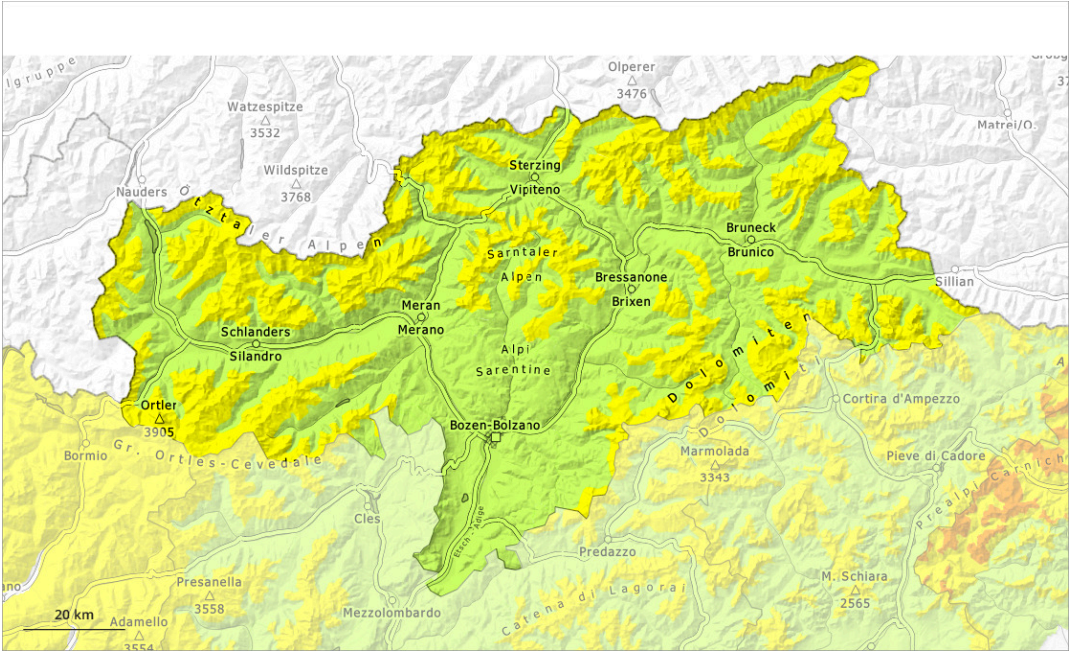 Olperer
3476
Watzespitze
3532
Matrei/O.
Wildspitze
3768
Nauders
Ötztaler Alpen
Sterzing
Vipiteno
Sarntaler
Alpen
Bruneck
Brunico
Bressanone
Brixen
Sillian
Meran
Merano
Schlanders
Silandro
Alpi
Sarentine
Dolomiten
Dolomiti
Ortler
3905
Cortina d'Ampezzo
Bozen-Bolzano
Bormio
Gr. Ortles-Cevedale
Marmolada
3343
Pieve di Cadore
Prealpi Carnich
Cles
Etsch - Adige
Predazzo
Presanella
3558
M. Schiara
2565
Catena di Lagorai
Mezzolombardo
20 km
Adamello
3554